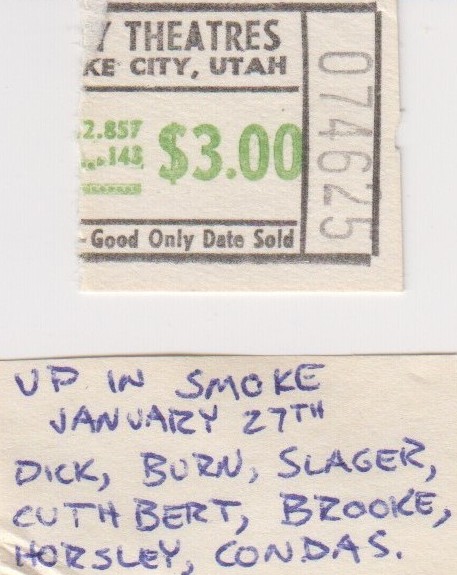 Y THEATRES
KE CITY, UTAH
2.857
.148
$3.00
-Good Only Date Sold
074625
UP IN SMOKE
JANUARY 27TH
DICK, BURN, SLAGER,
CUTHBERT, BROOKE,
HORSLEY, CONDAS.